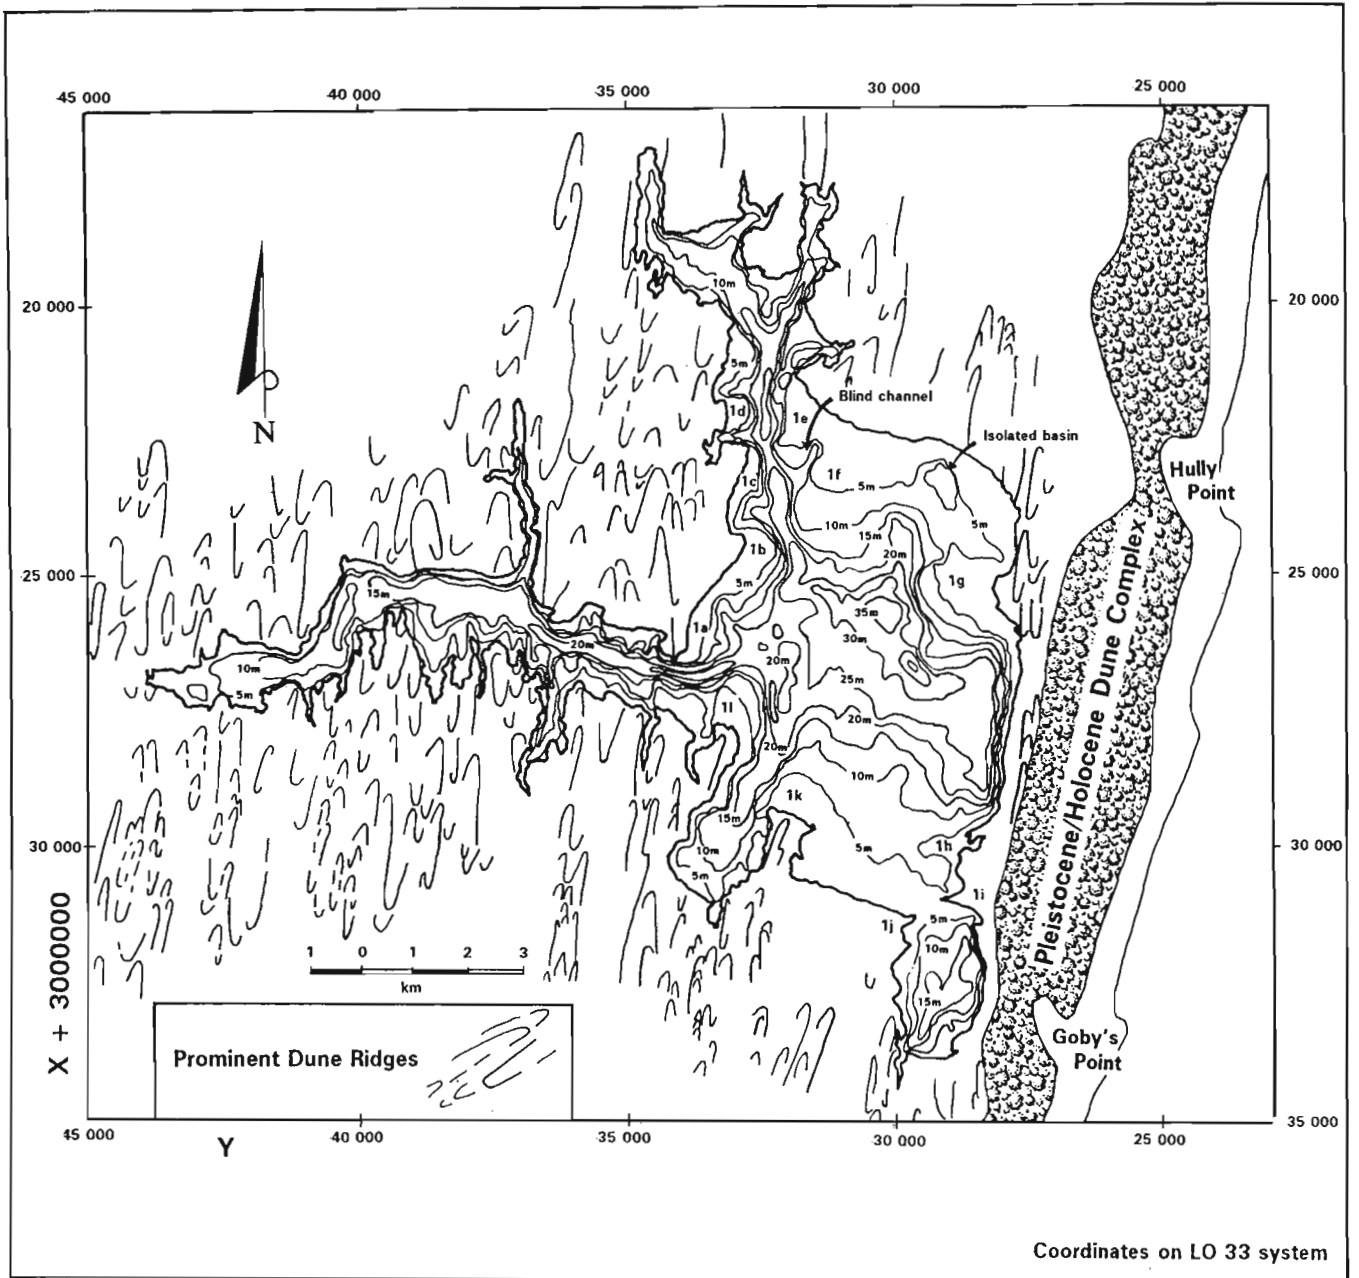 45 000
40 000
35 000
30 000
25 000
10m
20 000
20 000
5m
Blind channel
1d
1e
Isolated basin
N
Hully
Point
1c
1f
5m
10m
5m
15m
1b
20m
25 000
25 000
5m
1g
15m
35m
1a
30m
20m
20m
10m
25m
5m
1l
20m
20m
10m
1k
15m
30 000
10m
5m
1h
30 000
5m
1i
5m
1j
10m
15m
Pleistocene/Holocene Dune Complex
1 0 1 2 3
km
X + 3000000
Prominent Dune Ridges
Goby's
Point
35 000
45 000
Y
40 000
35 000
30 000
25 000
Coordinates on LO 33 system